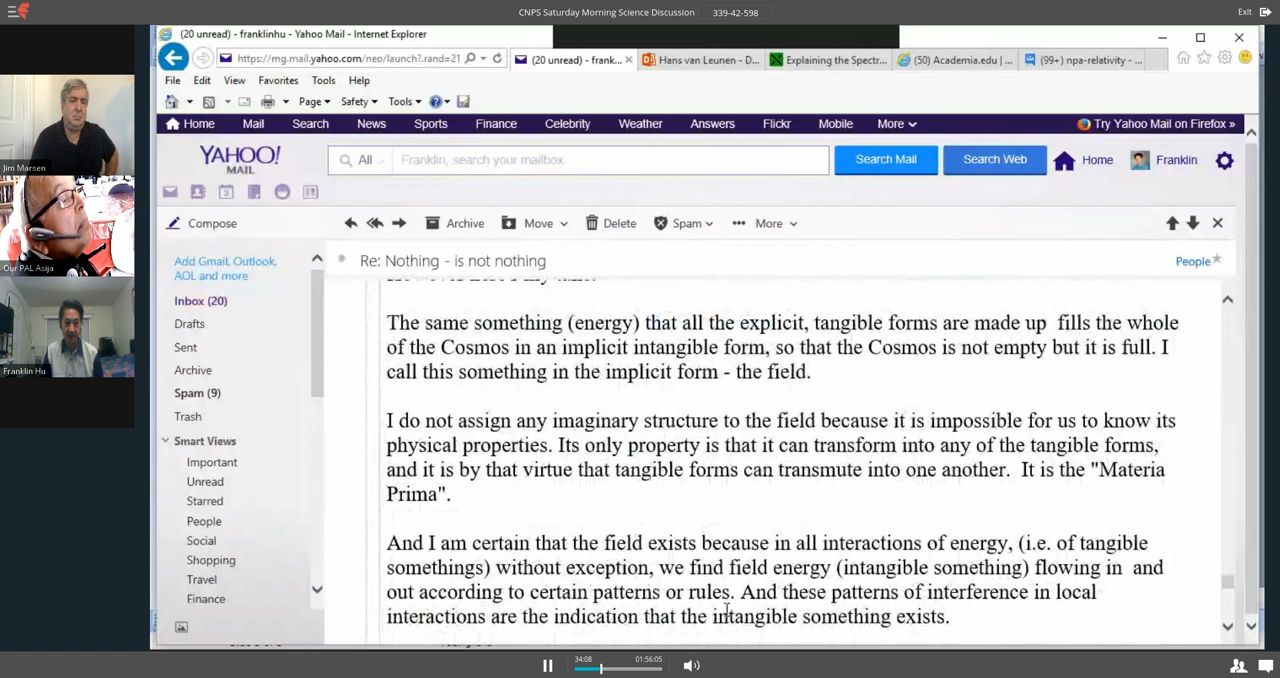 CNPS Saturday Morning Science Discussion 339-42-598 Exit
(20 unread) - franklinhu - Yahoo Mail - Internet Explorer
https://mg.mail.yahoo.com/neo/launch?.rand=21 (20 unread) - frank... Hans van Leunen - D... Explaining the Spectr... (50) Academia.edu | ... (99+) npa-relativity - ...
File Edit View Favorites Tools Help
Page Safety Tools
Home Mail Search News Sports Finance Celebrity Weather Answers Flickr Mobile More Try Yahoo Mail on Firefox »
YAHOO!
MAIL
All Franklin, search your mailbox Search Mail Search Web Home Franklin
Jim Marsen
Compose Archive Move Delete Spam More
Add Gmail, Outlook,
AOL and more
Re: Nothing - is not nothing People
Our PAL Asija
Inbox (20)
Drafts
Sent
Archive
Franklin Hu
Spam (9)
Trash
Smart Views
Important
Unread
Starred
People
Social
Shopping
Travel
Finance
The same something (energy) that all the explicit, tangible forms are made up fills the whole
of the Cosmos in an implicit intangible form, so that the Cosmos is not empty but it is full. I
call this something in the implicit form - the field.
I do not assign any imaginary structure to the field because it is impossible for us to know its
physical properties. Its only property is that it can transform into any of the tangible forms,
and it is by that virtue that tangible forms can transmute into one another. It is the "Materia
Prima".
And I am certain that the field exists because in all interactions of energy, (i.e. of tangible
somethings) without exception, we find field energy (intangible something) flowing in and
out according to certain patterns or rules. And these patterns of interference in local
interactions are the indication that the intangible something exists.
34:08 01:56:05